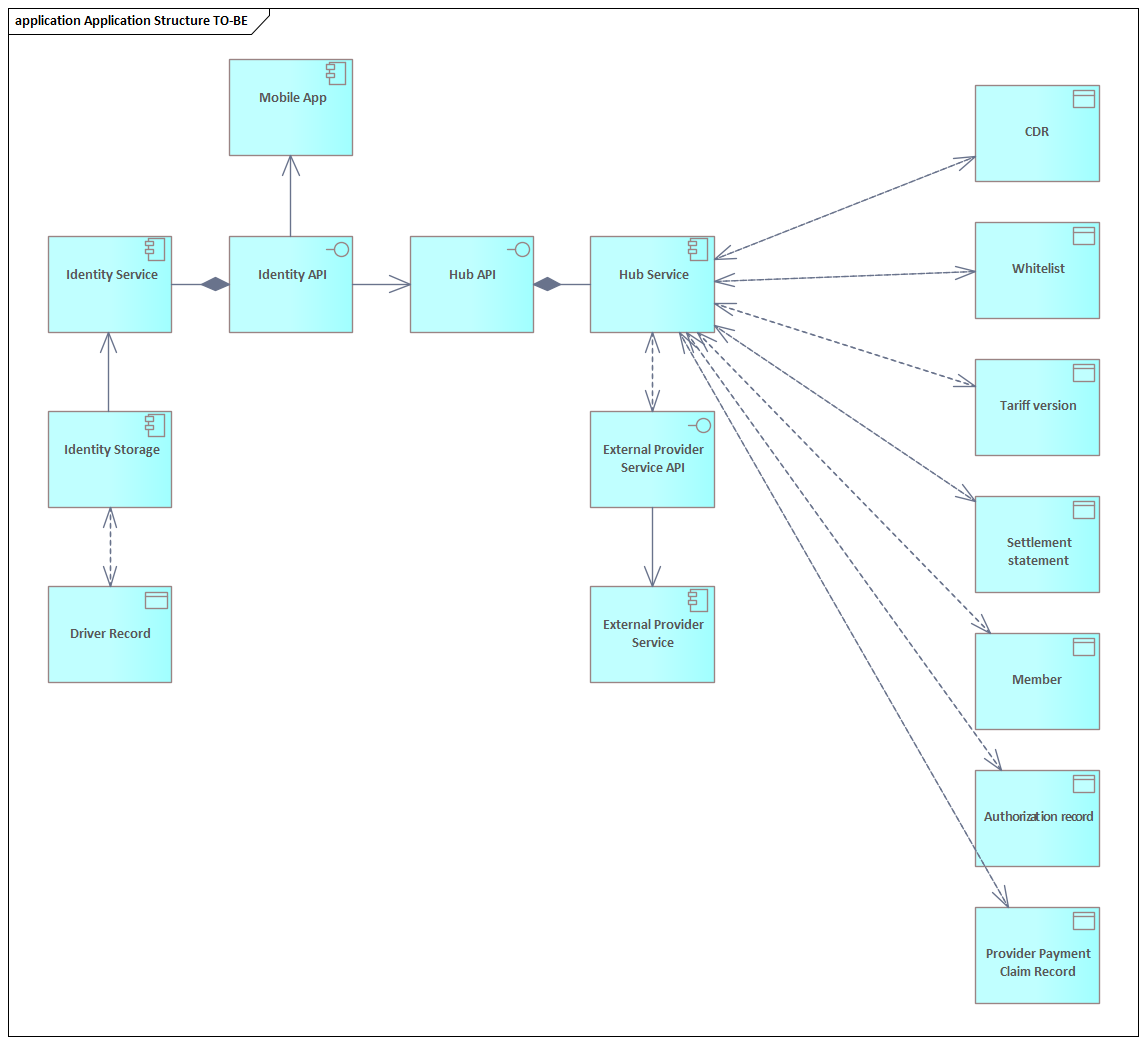 application Application Structure TO-BE
Mobile App
CDR
Identity Service
Identity API
Hub API
Hub Service
Whitelist
Tariff version
Identity Storage
External Provider
Service API
Settlement
statement
Driver Record
External Provider
Service
Member
Authorization record
Provider Payment
Claim Record